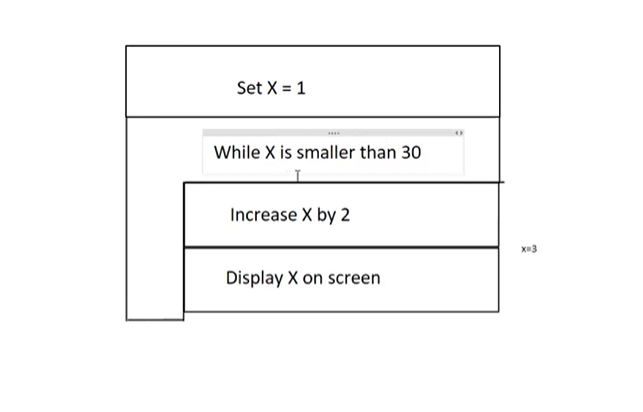 Set X = 1
While X is smaller than 30
Increase X by 2
x=3
Display X on screen